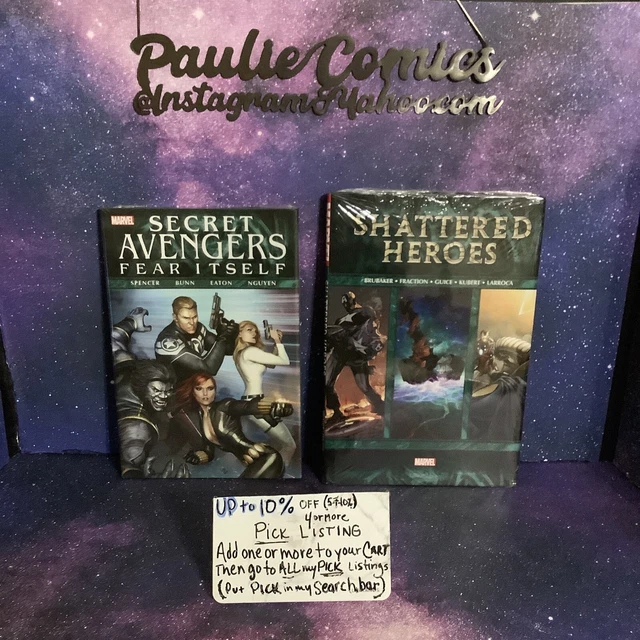 Paulie Comics
@Instagram&Yahoo.com
MARVEL
SECRET
AVENGERS
FEAR ITSELF
SPENCER BUNN EATON NGUYEN
SHATTERED
HEROES
BRUBAKER • FRACTION • GUICE • KUBERT • LARROCA
MARVEL
UP to 10% OFF
4 or more
PICK LISTING
Add one or more to your CART
Then go to ALL my PICK Listings
(Put PICK in my Search bar)